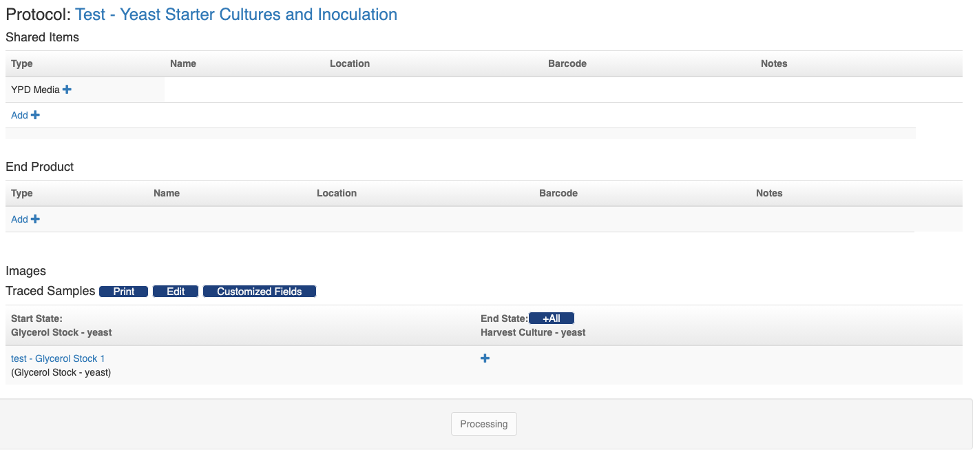 Protocol: Test - Yeast Starter Cultures and Inoculation
Shared Items
Type Name Location Barcode Notes
YPD Media +
Add +
End Product
Type Name Location Barcode Notes
Add +
Images
Traced Samples Print Edit Customized Fields
Start State: End State: +All
Glycerol Stock - yeast Harvest Culture - yeast
test - Glycerol Stock 1 +
(Glycerol Stock - yeast)
Processing